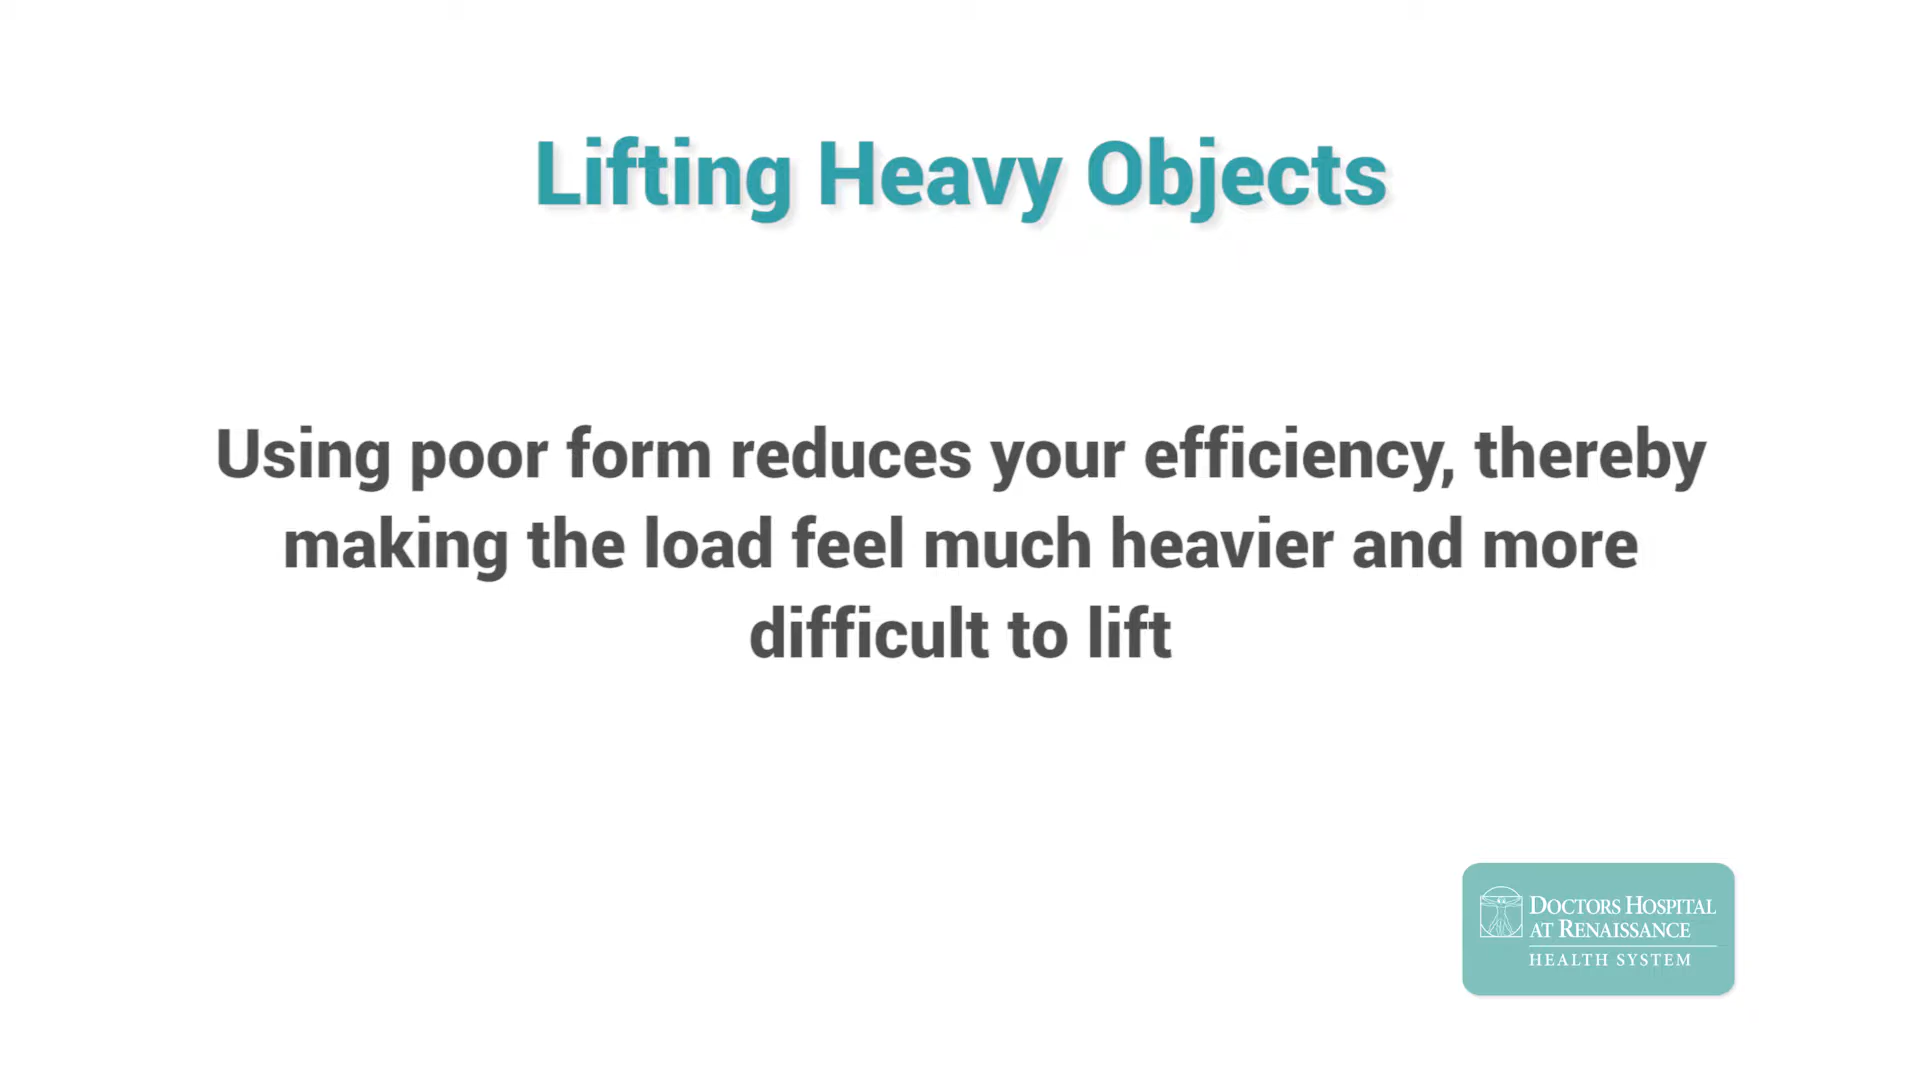 Lifting Heavy Objects
Using poor form reduces your efficiency, thereby
making the load feel much heavier and more
difficult to lift
DOCTORS HOSPITAL
AT RENAISSANCE
HEALTH SYSTEM